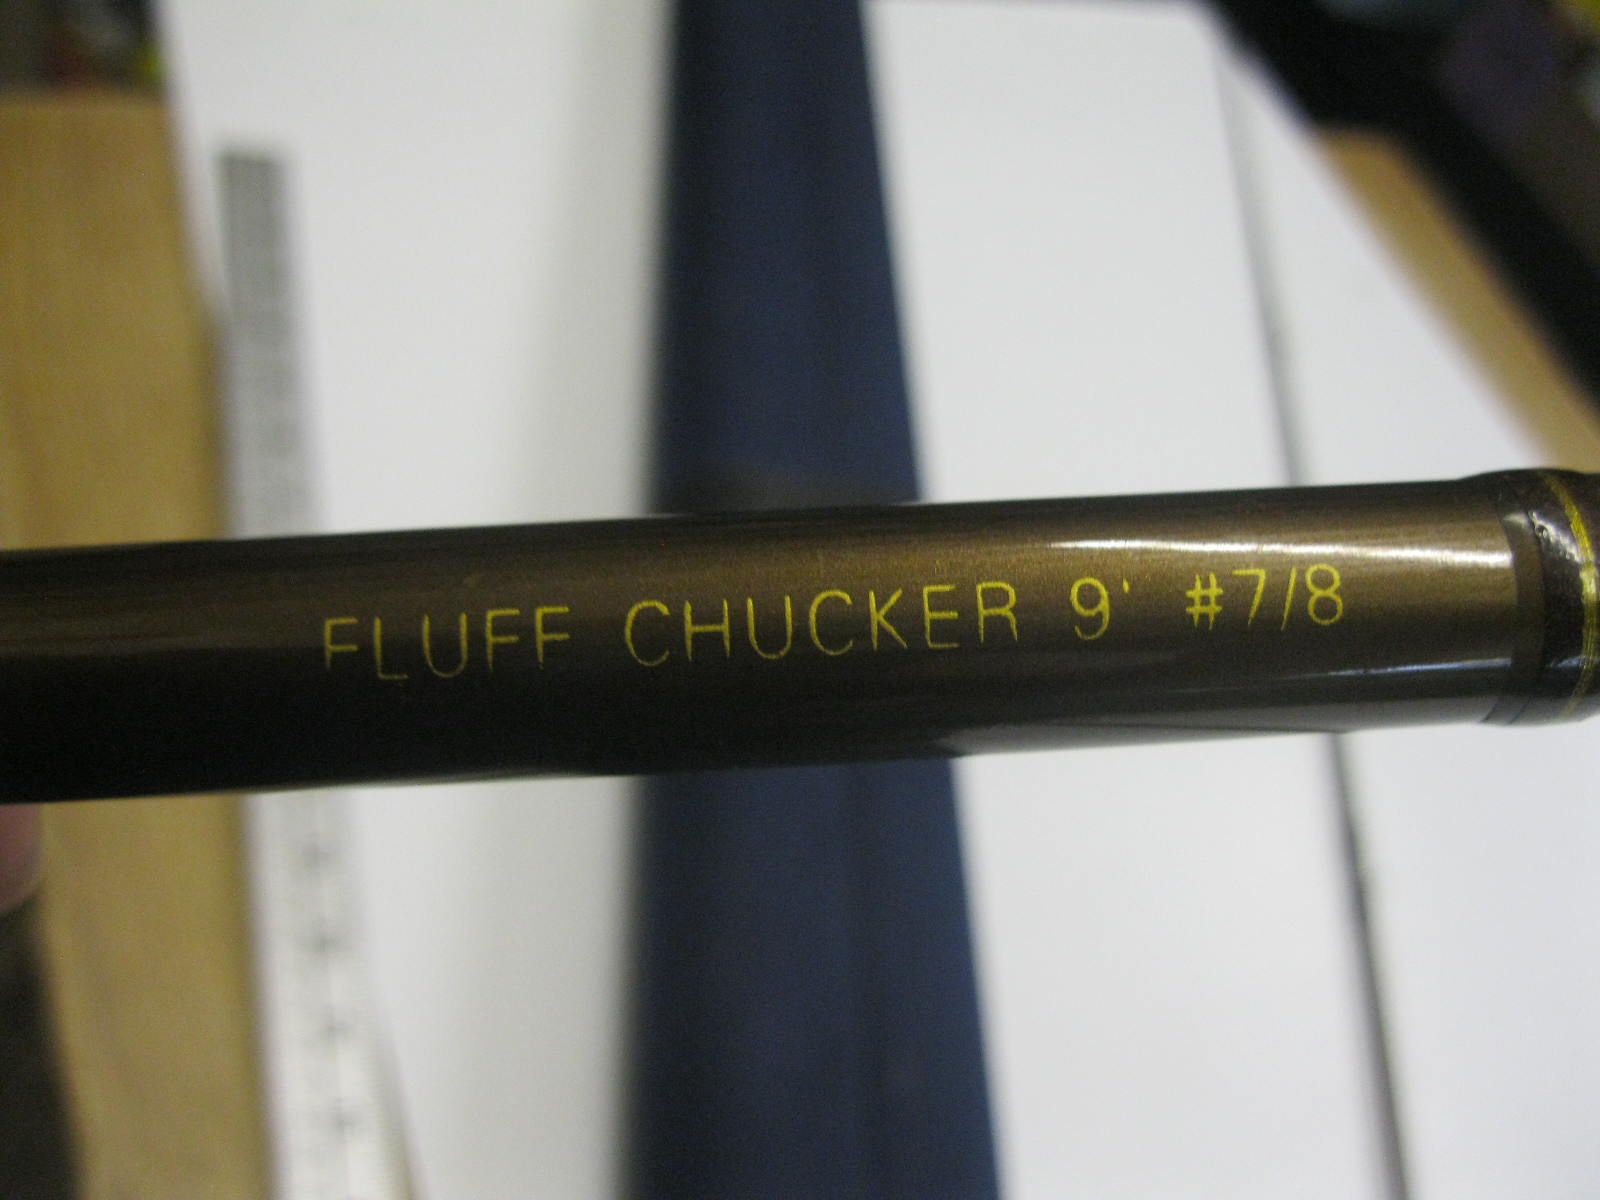 FLUFF CHUCKER 9' #7/8